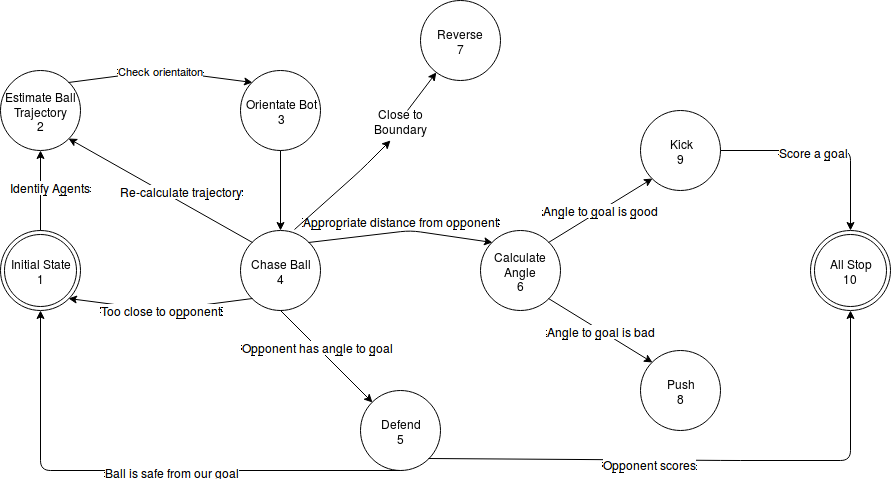 Reverse
7
Check orientaiton
Estimate Ball
Trajectory
2
Orientate Bot
3
Close to
Boundary
Kick
9
Score a goal
Identify Agents
Re-calculate trajectory
Angle to goal is good
Appropriate distance from opponent
Initial State
1
Chase Ball
4
Calculate
Angle
6
All Stop
10
Too close to opponent
Angle to goal is bad
Opponent has angle to goal
Push
8
Defend
5
Opponent scores
Ball is safe from our goal